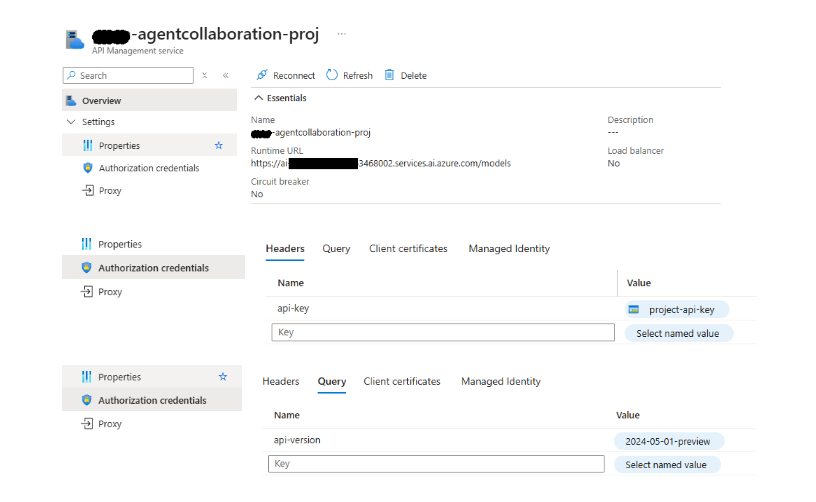 -agentcollaboration-proj ...
API Management service
Search
Reconnect Refresh Delete
Overview
Essentials
Settings
Name Description
Properties
-agentcollaboration-proj ---
Runtime URL Load balancer
Authorization credentials
https://ai 3468002.services.ai.azure.com/models No
Proxy
Circuit breaker
No
Properties
Headers Query Client certificates Managed Identity
Authorization credentials
Name Value
Proxy
api-key project-api-key
Key Select named value
Properties
Headers Query Client certificates Managed Identity
Authorization credentials
Name Value
Proxy
api-version 2024-05-01-preview
Key Select named value